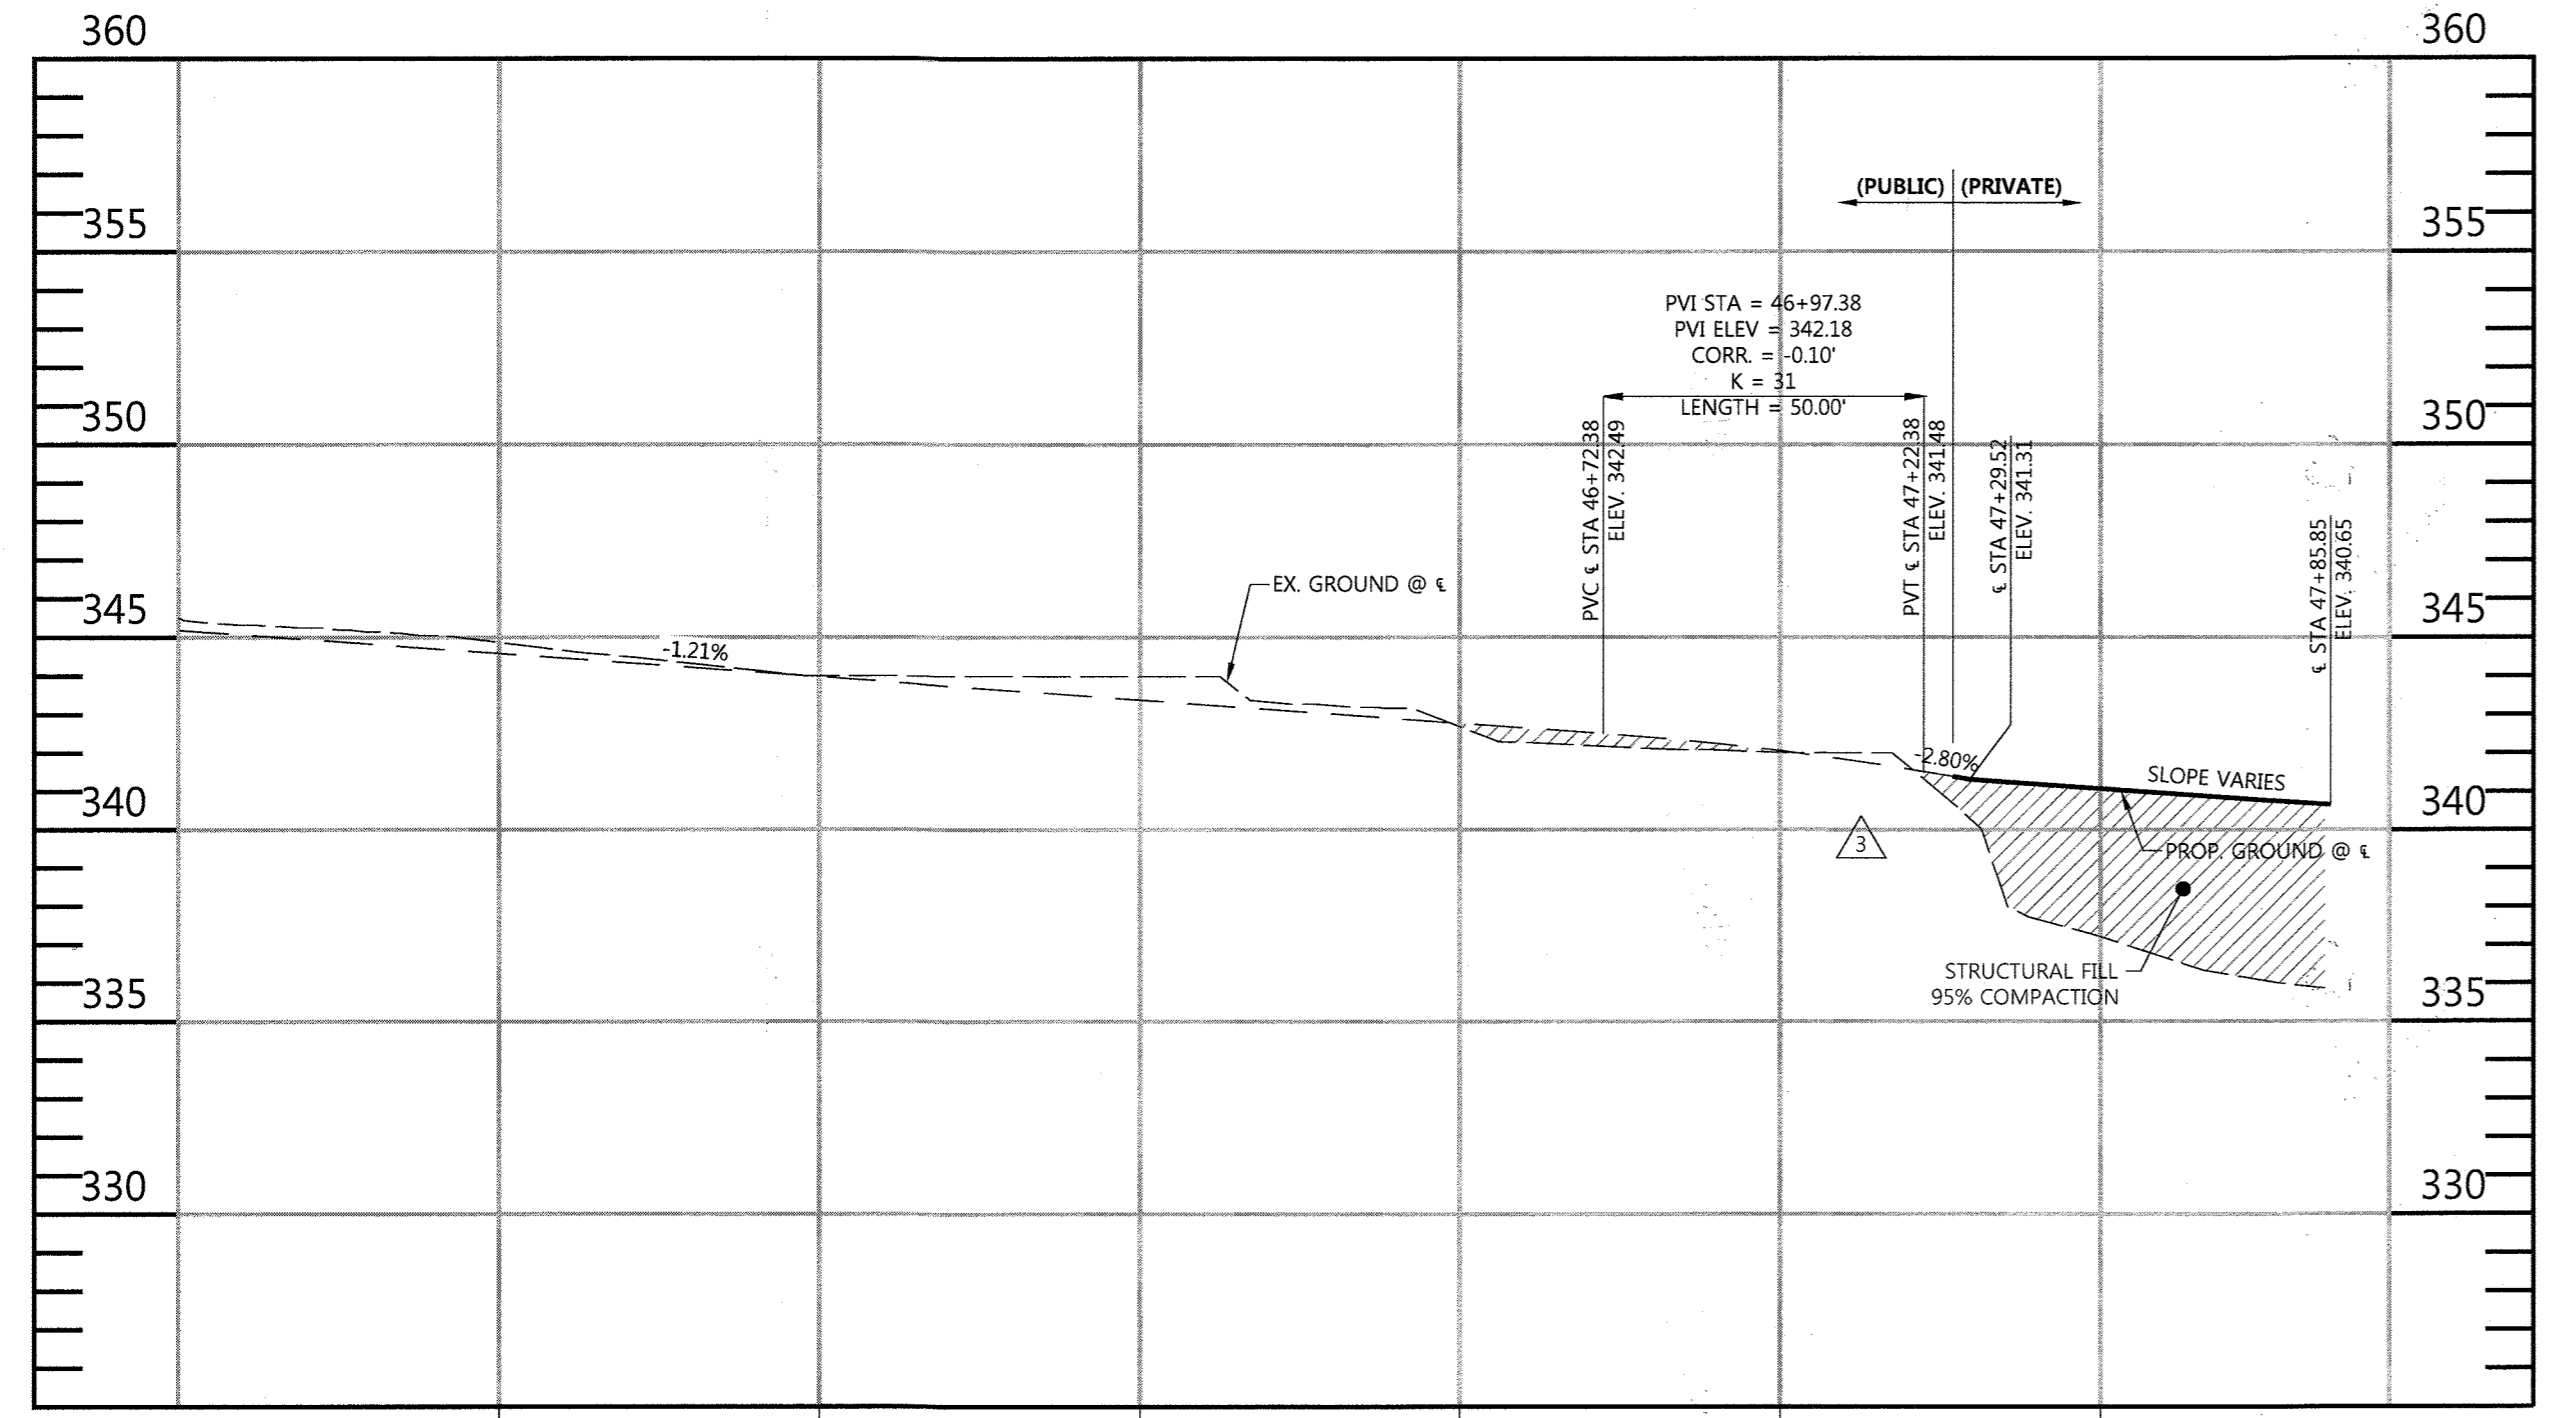 360
360
(PUBLIC) (PRIVATE)
355
355
PVI STA = 46+97.38
PVI ELEV = 342.18
CORR. = -0.10'
K = 31
LENGTH = 50.00'
350
350
PVC ℄ STA 46+72.38
ELEV. 342.49
PVT ℄ STA 47+22.38
ELEV. 341.48
℄ STA 47+29.52
ELEV. 341.31
℄ STA 47+85.85
ELEV. 340.65
EX. GROUND @ ℄
345
345
-1.21%
-2.80%
SLOPE VARIES
340
340
3
PROP. GROUND @ ℄
STRUCTURAL FILL
95% COMPACTION
335
335
330
330